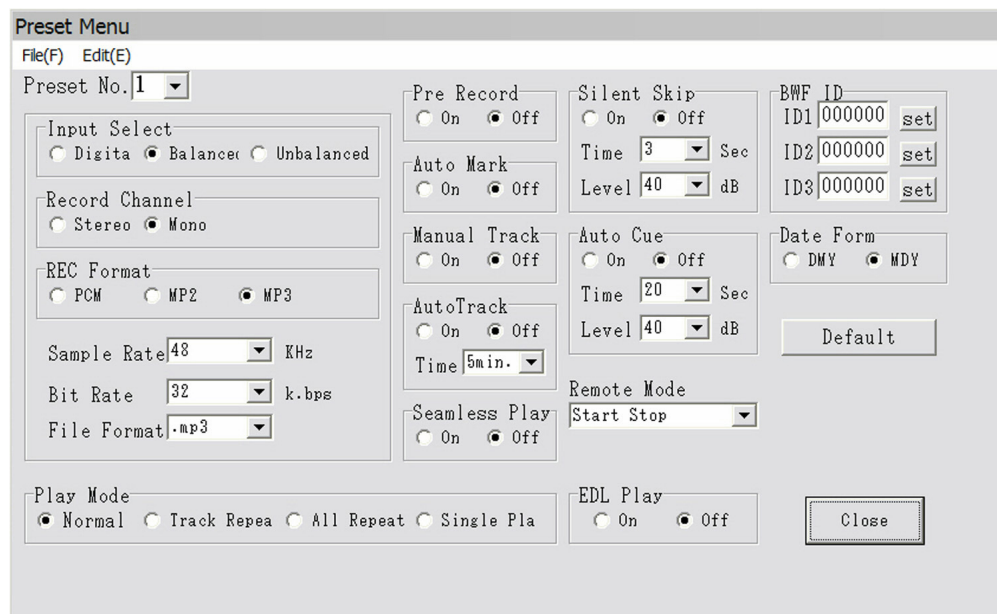 Preset Menu
File(F) Edit(E)
Preset No. 1
Input Select
Digita Balancec Unbalanced
Record Channel
Stereo Mono
REC Format
PCM MP2 MP3
Sample Rate 48 KHz
Bit Rate 32 k.bps
File Format .mp3
Pre Record
On Off
Auto Mark
On Off
Manual Track
On Off
AutoTrack
On Off
Time 5min.
Seamless Play
On Off
Silent Skip
On Off
Time 3 Sec
Level 40 dB
Auto Cue
On Off
Time 20 Sec
Level 40 dB
Remote Mode
Start Stop
BWF ID
ID1 000000 set
ID2 000000 set
ID3 000000 set
Date Form
DMY MDY
Default
Play Mode
Normal Track Repea All Repeat Single Pla
EDL Play
On Off
Close